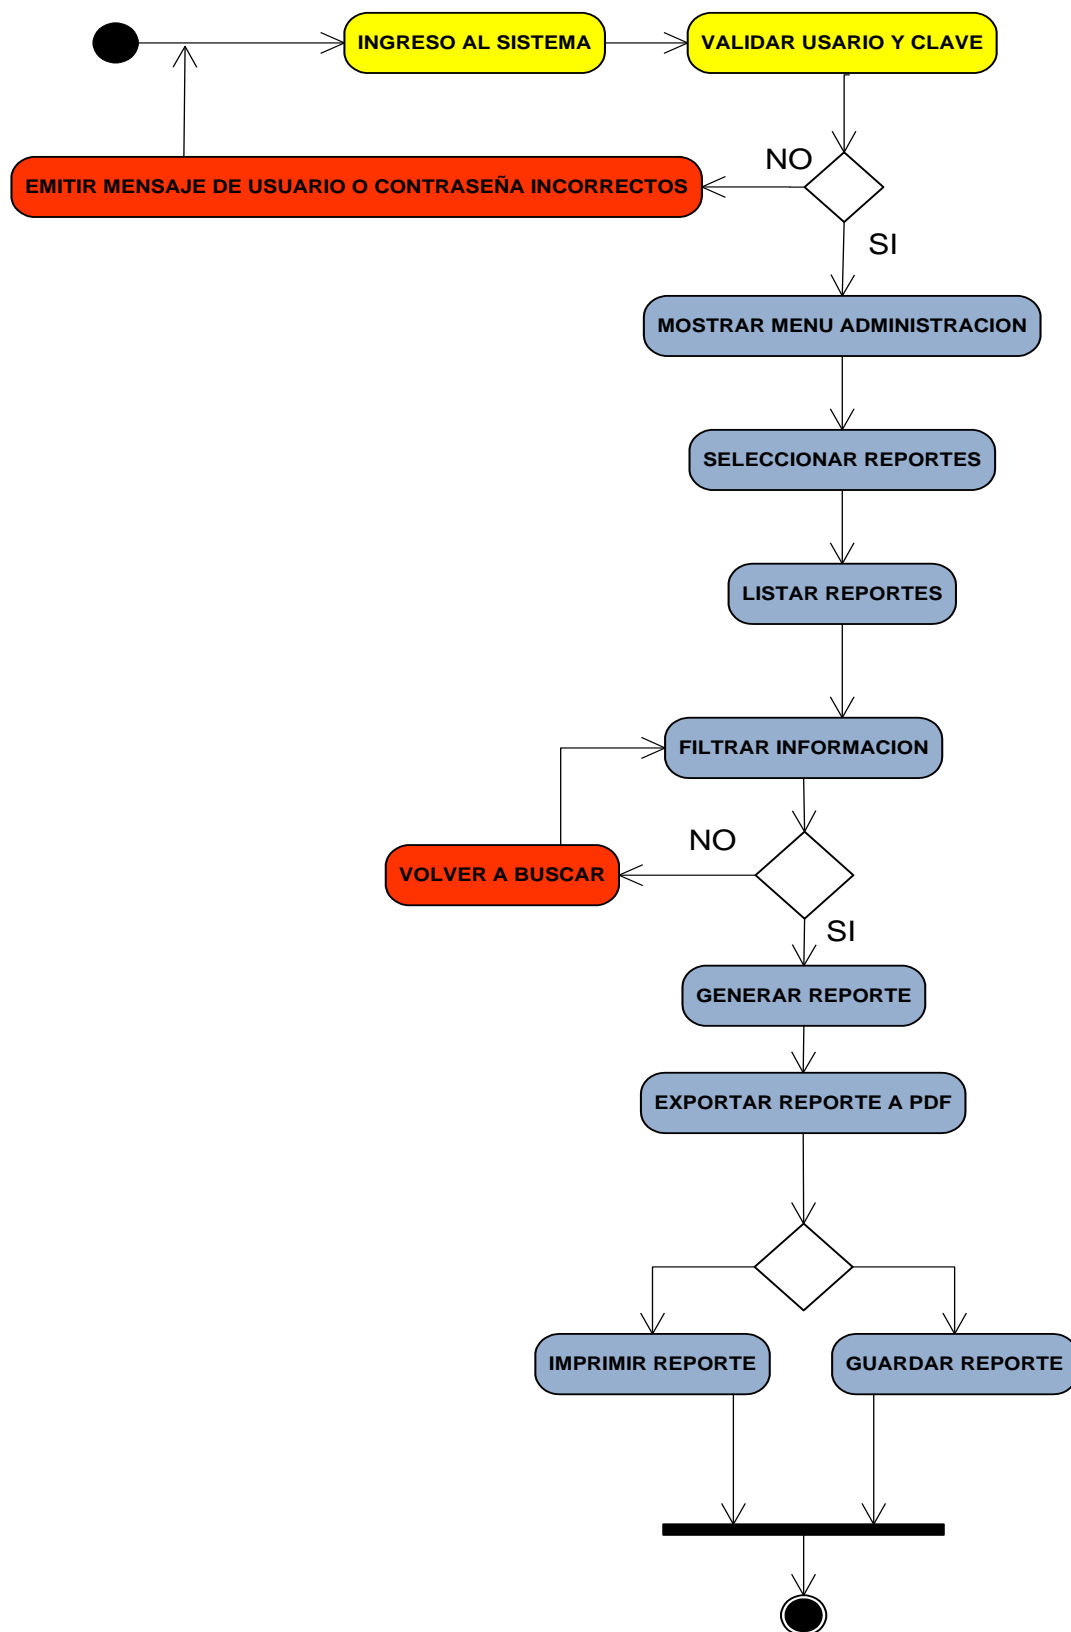 INGRESO AL SISTEMA
VALIDAR USARIO Y CLAVE
NO
EMITIR MENSAJE DE USUARIO O CONTRASEÑA INCORRECTOS
SI
MOSTRAR MENU ADMINISTRACION
SELECCIONAR REPORTES
LISTAR REPORTES
FILTRAR INFORMACION
NO
VOLVER A BUSCAR
SI
GENERAR REPORTE
EXPORTAR REPORTE A PDF
IMPRIMIR REPORTE
GUARDAR REPORTE